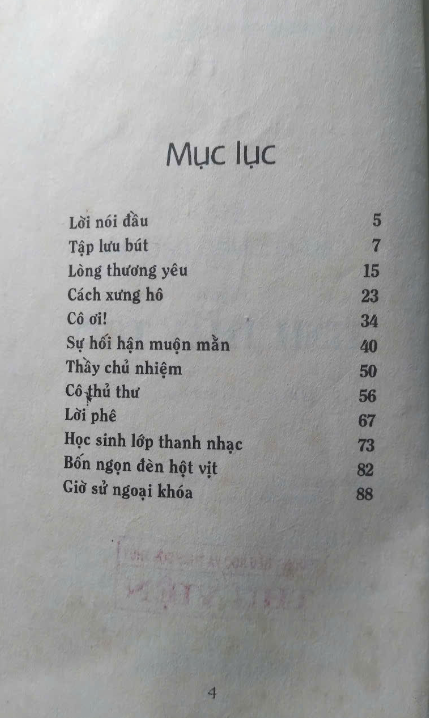 Mục lục
Lời nói đầu 5
Tập lưu bút 7
Lòng thương yêu 15
Cách xưng hô 23
Cô ơi! 34
Sự hối hận muộn mằn 40
Thầy chủ nhiệm 50
Cô thủ thư 56
Lời phê 67
Học sinh lớp thanh nhạc 73
Bốn ngọn đèn hột vịt 82
Giờ sử ngoại khóa 88
4